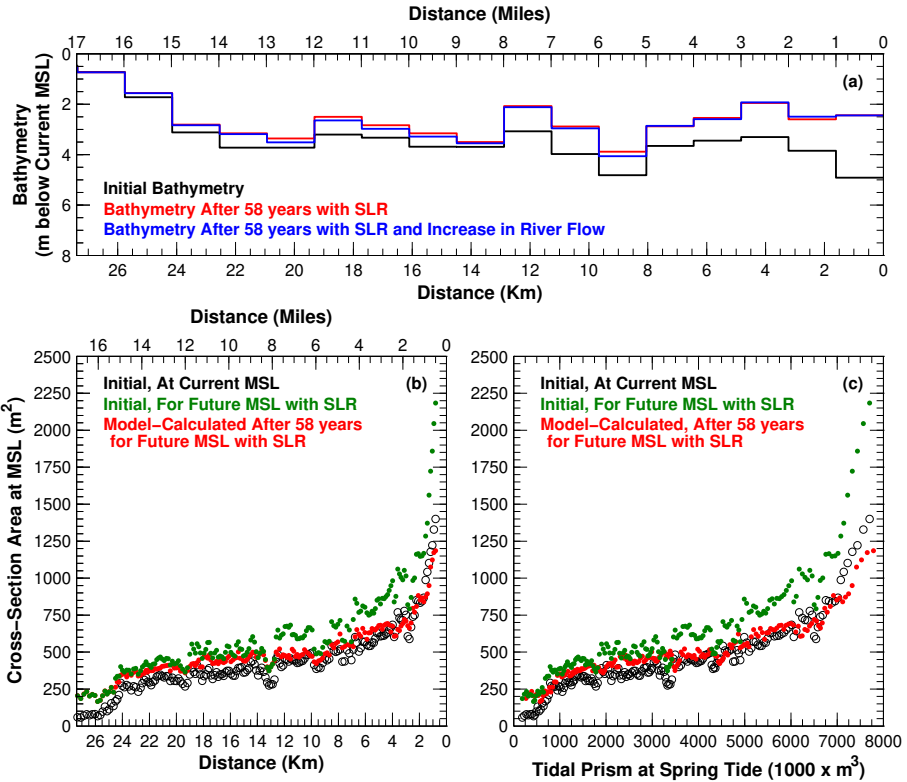 Distance (Miles)
17 16 15 14 13 12 11 10 9 8 7 6 5 4 3 2 1 0
0
2
4
6
8
Bathymetry
(m below Current MSL)
(a)
Initial Bathymetry
Bathymetry After 58 years with SLR
Bathymetry After 58 years with SLR and Increase in River Flow
26 24 22 20 18 16 14 12 10 8 6 4 2 0
Distance (Km)
Distance (Miles)
16 14 12 10 8 6 4 2 0
2500
2250
2000
1750
1500
1250
1000
750
500
250
0
Cross−Section Area at MSL (m²)
Initial, At Current MSL
(b)
Initial, For Future MSL with SLR
Model−Calculated After 58 years
for Future MSL with SLR
26 24 22 20 18 16 14 12 10 8 6 4 2 0
Distance (Km)
2500
2250
2000
1750
1500
1250
1000
750
500
250
0
Initial, At Current MSL
(c)
Initial, For Future MSL with SLR
Model−Calculated, After 58 years
for Future MSL with SLR
0 1000 2000 3000 4000 5000 6000 7000 8000
Tidal Prism at Spring Tide (1000 x m³)